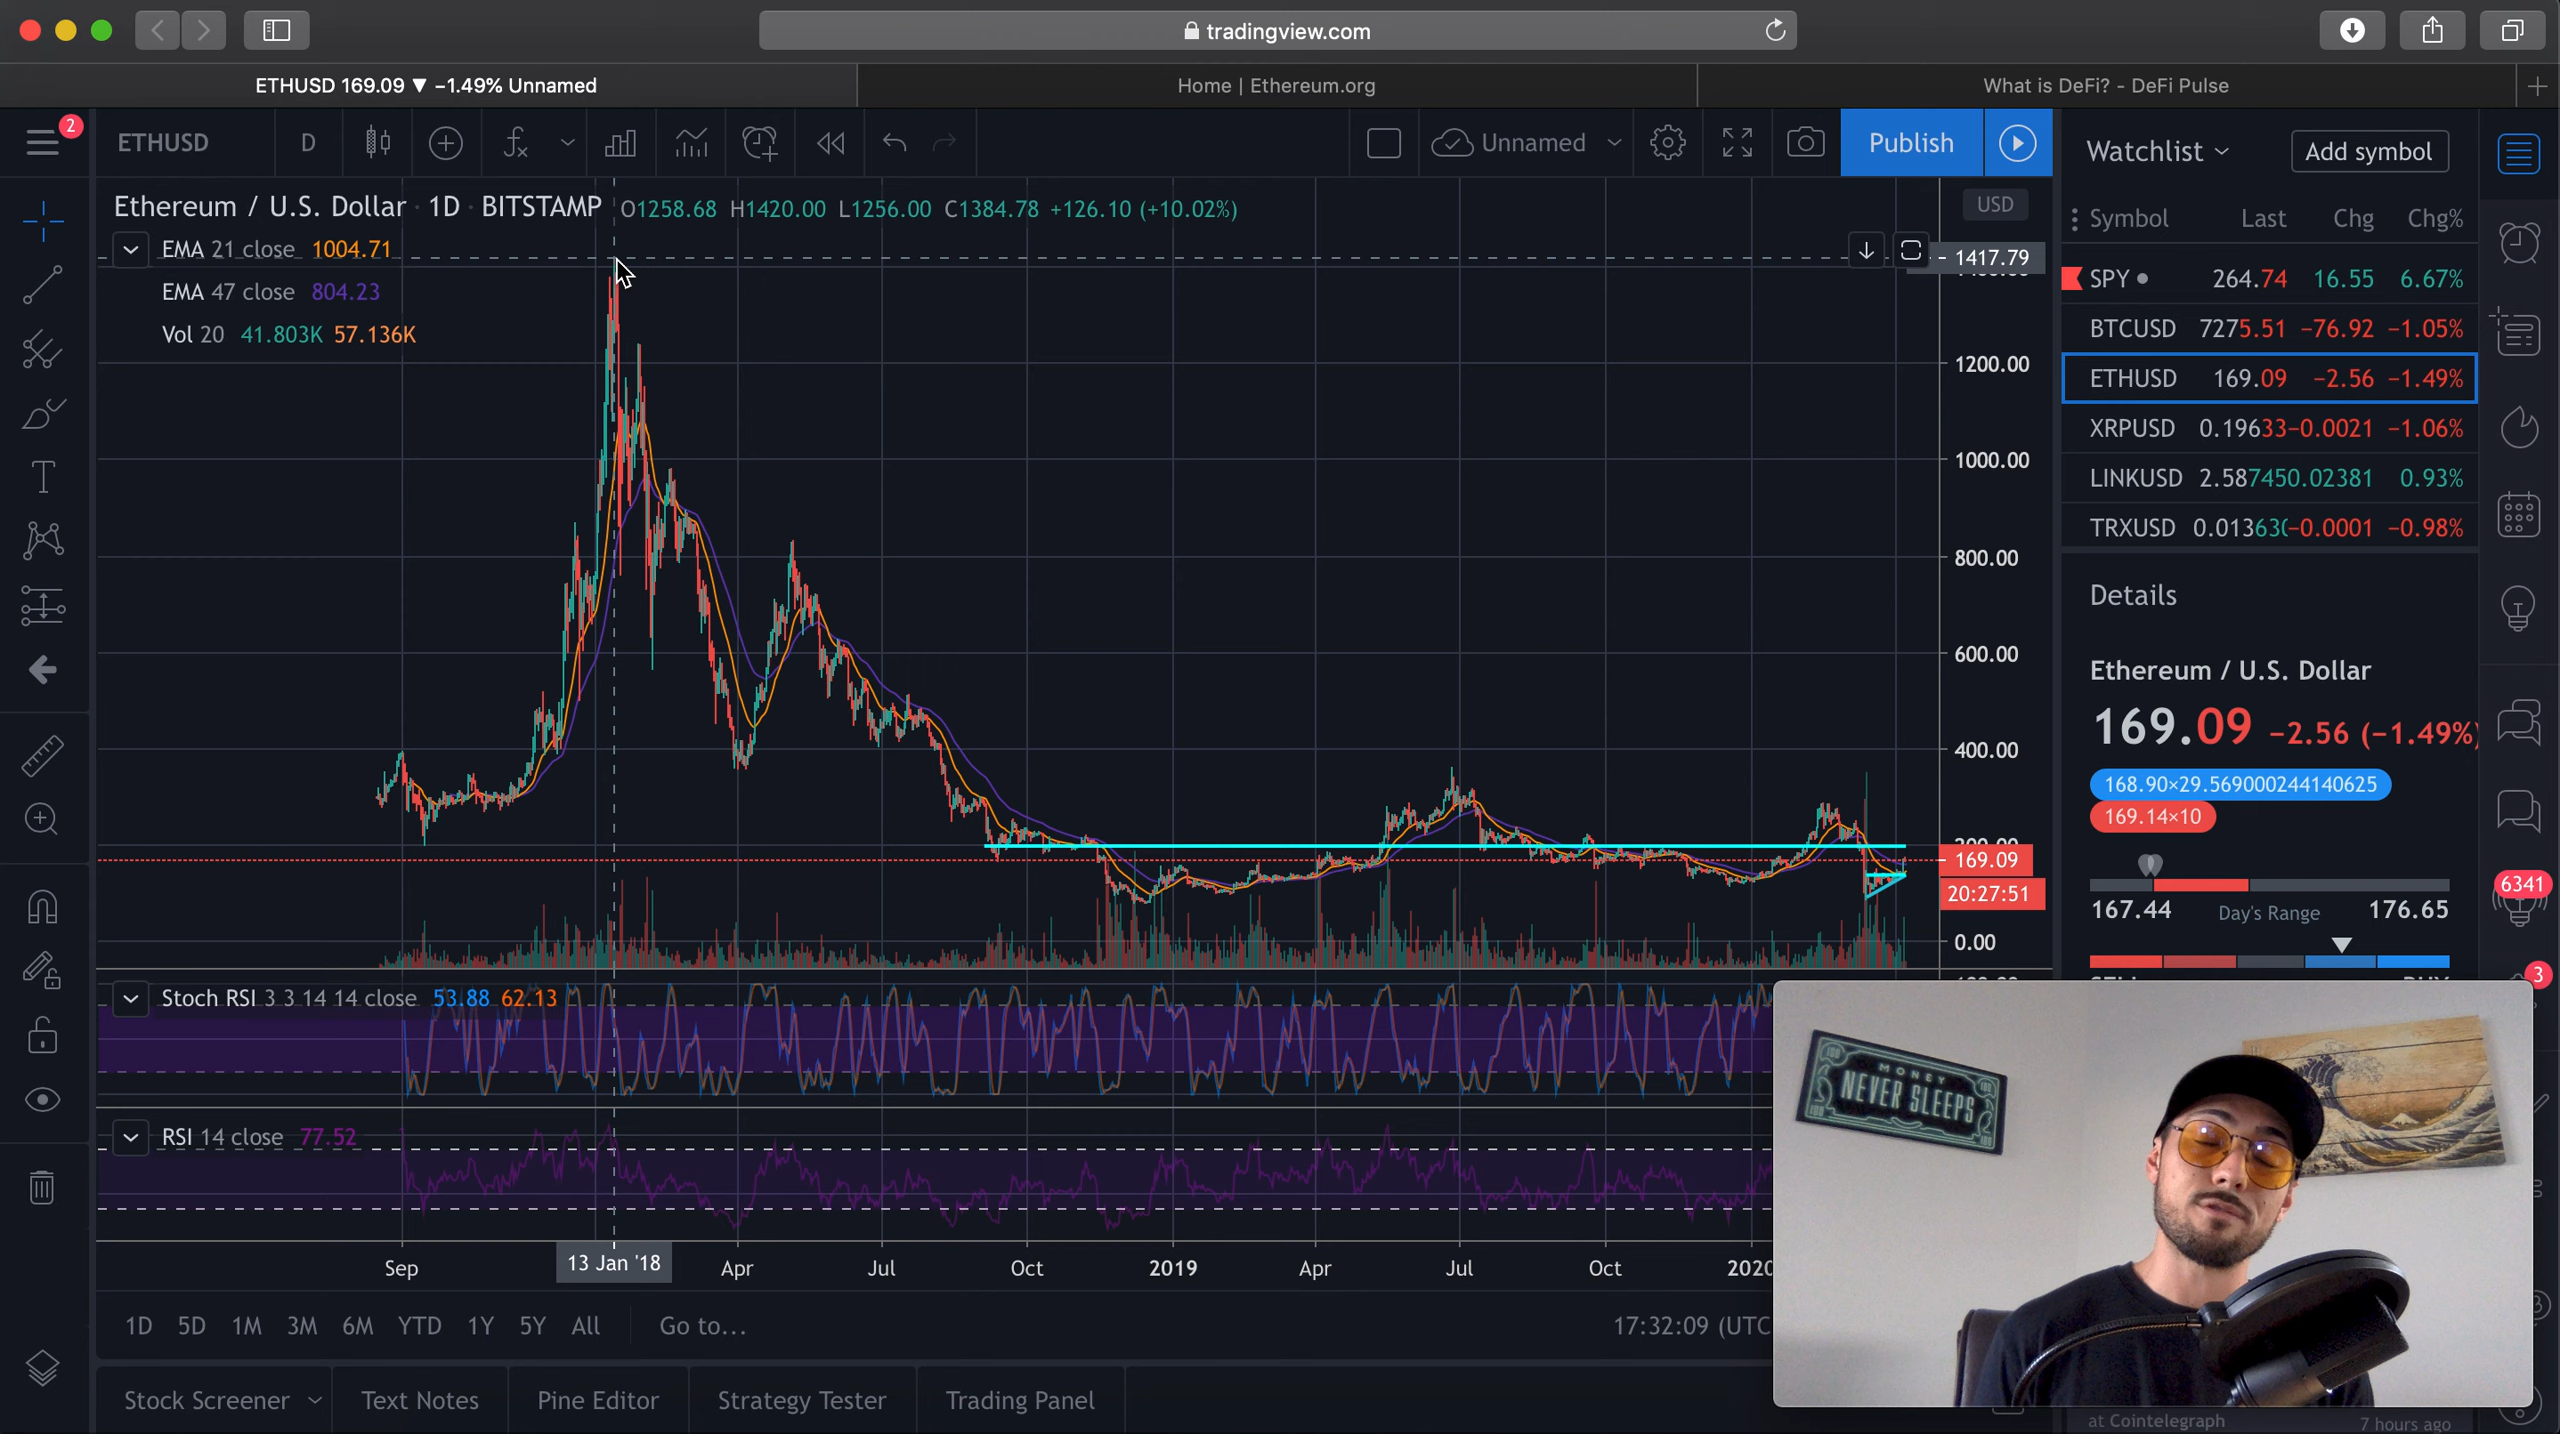 tradingview.com
ETHUSD 169.09 ▼ −1.49% Unnamed
Home | Ethereum.org
What is DeFi? - DeFi Pulse
2
ETHUSD
D
Unnamed
Publish
Watchlist
Add symbol
Ethereum / U.S. Dollar · 1D · BITSTAMP O1258.68 H1420.00 L1256.00 C1384.78 +126.10 (+10.02%)
USD
EMA 21 close 1004.71
EMA 47 close 804.23
Vol 20 41.803K 57.136K
1417.79
1200.00
1000.00
800.00
600.00
400.00
169.09
20:27:51
0.00
Symbol Last Chg Chg%
SPY 264.74 16.55 6.67%
BTCUSD 7275.51 −76.92 −1.05%
ETHUSD 169.09 −2.56 −1.49%
XRPUSD 0.19633 −0.0021 −1.06%
LINKUSD 2.58745 0.02381 0.93%
TRXUSD 0.01363 −0.0001 −0.98%
Details
Ethereum / U.S. Dollar
169.09 −2.56 (−1.49%)
168.90×29.569000244140625
169.14×10
167.44 Day's Range 176.65
6341
3
Stoch RSI 3 3 14 14 close 53.88 62.13
RSI 14 close 77.52
Sep
13 Jan '18
Apr
Jul
Oct
2019
Apr
Jul
Oct
2020
1D 5D 1M 3M 6M YTD 1Y 5Y All Go to...
17:32:09 (UTC
Stock Screener
Text Notes
Pine Editor
Strategy Tester
Trading Panel
MONEY
NEVER SLEEPS
at Cointelegraph
7 hours ago